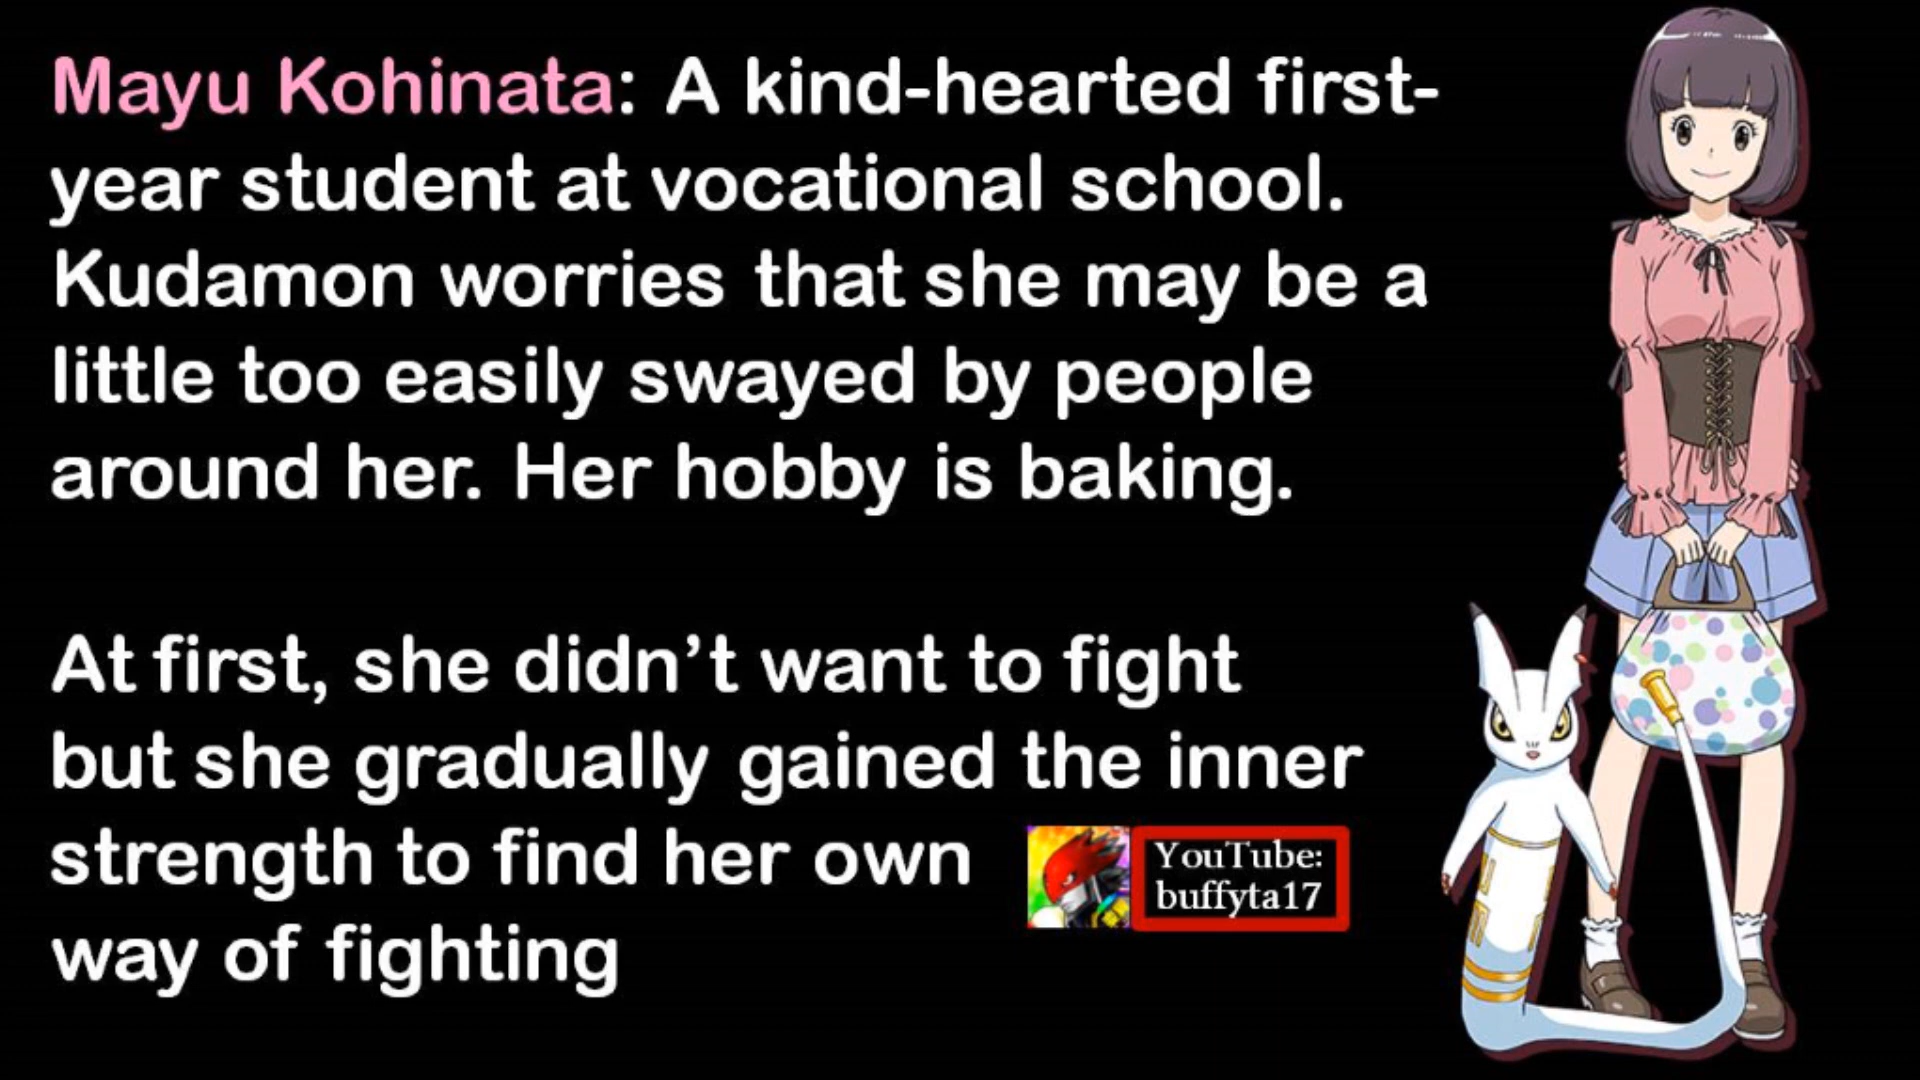 Mayu Kohinata: A kind-hearted first-
year student at vocational school.
Kudamon worries that she may be a
little too easily swayed by people
around her. Her hobby is baking.
At first, she didn’t want to fight
but she gradually gained the inner
strength to find her own
way of fighting
YouTube:
buffyta17